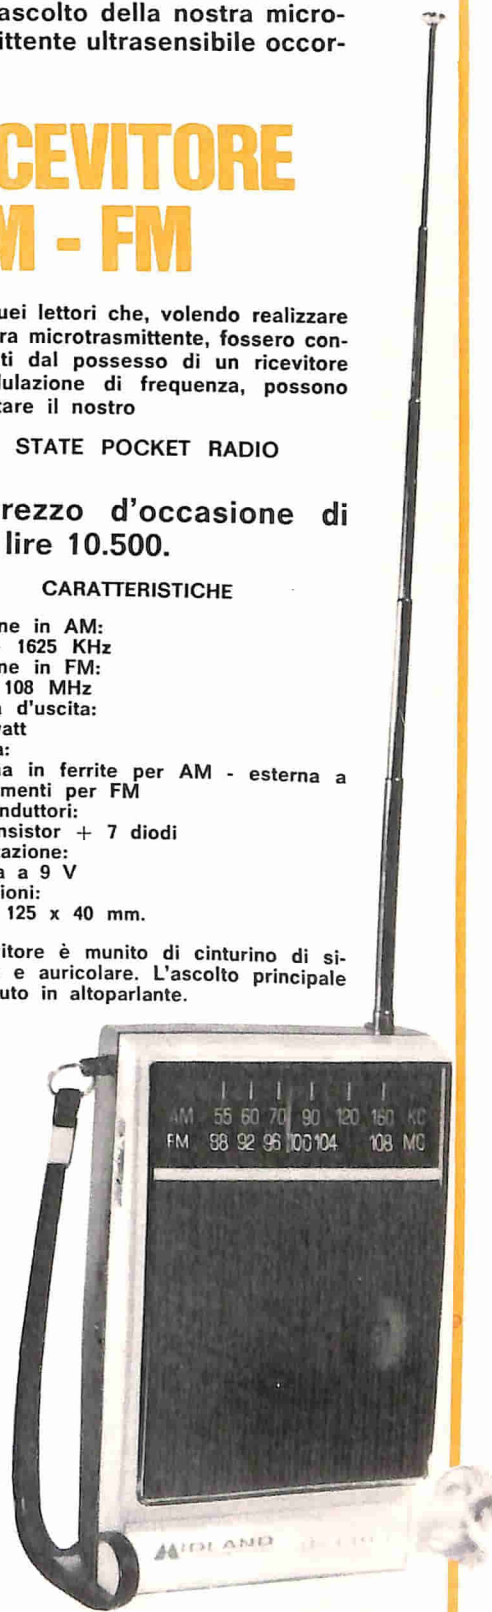 ascolto della nostra micro-
ittente ultrasensibile occor-
CEVITORE
M - FM
uei lettori che, volendo realizzare
ra microtrasmittente, fossero con-
ti dal possesso di un ricevitore
dulazione di frequenza, possono
tare il nostro
STATE POCKET RADIO
rezzo d'occasione di
lire 10.500.
CARATTERISTICHE
ne in AM:
1625 KHz
ne in FM:
108 MHz
d'uscita:
att
a:
a in ferrite per AM - esterna a
menti per FM
nduttori:
nsistor + 7 diodi
tazione:
a a 9 V
ioni:
125 x 40 mm.
vitore è munito di cinturino di si-
e auricolare. L'ascolto principale
uto in altoparlante.
AM 55 60 70 90 120 160 KC
FM 88 92 96 100 104 108 MC
MIDLAND